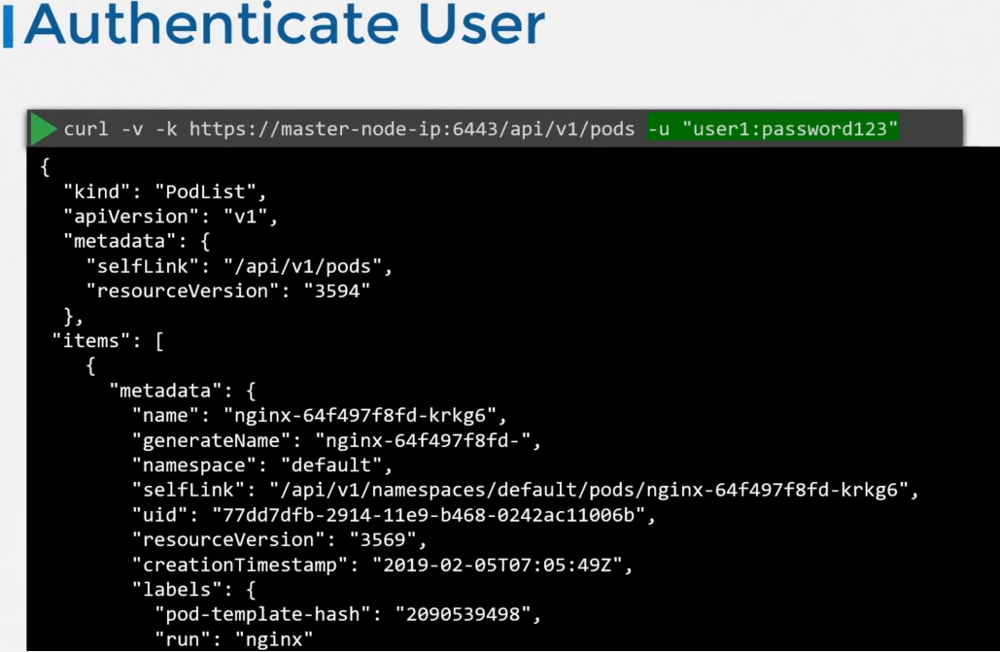 Authenticate User
curl -v -k https://master-node-ip:6443/api/v1/pods -u "user1:password123"
{
"kind": "PodList",
"apiVersion": "v1",
"metadata": {
"selfLink": "/api/v1/pods",
"resourceVersion": "3594"
},
"items": [
{
"metadata": {
"name": "nginx-64f497f8fd-krkg6",
"generateName": "nginx-64f497f8fd-",
"namespace": "default",
"selfLink": "/api/v1/namespaces/default/pods/nginx-64f497f8fd-krkg6",
"uid": "77dd7dfb-2914-11e9-b468-0242ac11006b",
"resourceVersion": "3569",
"creationTimestamp": "2019-02-05T07:05:49Z",
"labels": {
"pod-template-hash": "2090539498",
"run": "nginx"